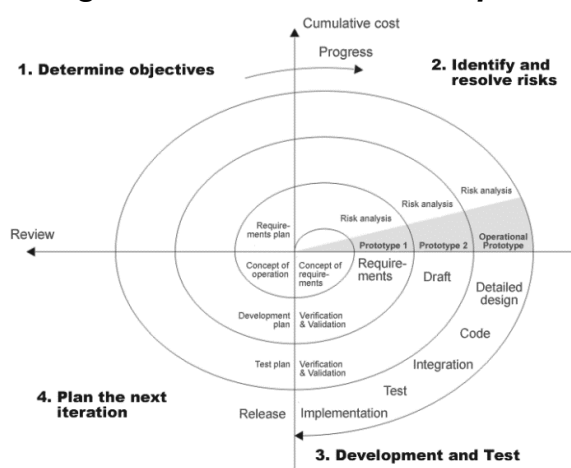 Cumulative cost
Progress
1. Determine objectives
2. Identify and
resolve risks
Risk analysis
Risk analysis
Risk analysis
Require-
ments plan
Review
Prototype 1
Prototype 2
Operational
Prototype
Concept of
operation
Concept of
require-
ments
Require-
ments
Draft
Detailed
design
Development
plan
Verification
& Validation
Code
Test plan
Verification
& Validation
Integration
4. Plan the next
iteration
Test
Release
Implementation
3. Development and Test